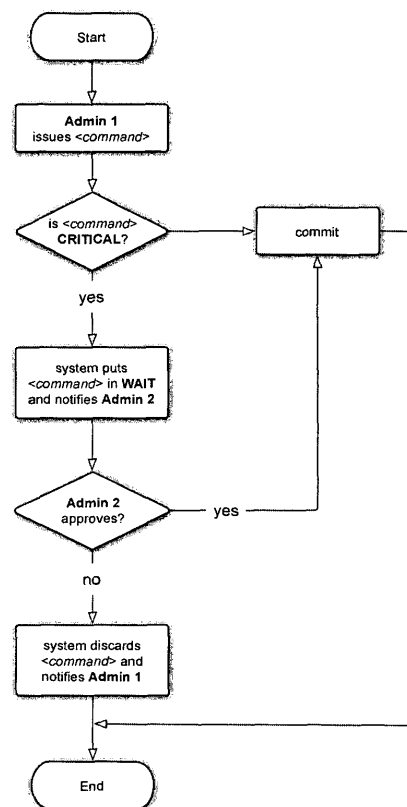 Start
Admin 1
issues <command>
is <command>
CRITICAL?
commit
yes
system puts
<command> in WAIT
and notifies Admin 2
Admin 2
approves?
yes
no
system discards
<command> and
notifies Admin 1
End